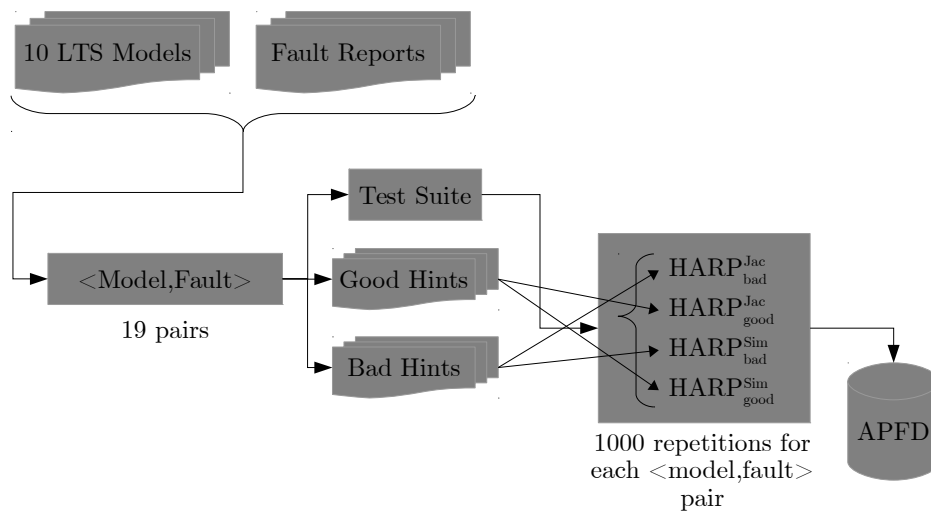 10 LTS Models
Fault Reports
Test Suite
<Model,Fault>
19 pairs
Good Hints
Bad Hints
HARP^Jac_bad
HARP^Jac_good
HARP^Sim_bad
HARP^Sim_good
1000 repetitions for
each <model,fault>
pair
APFD